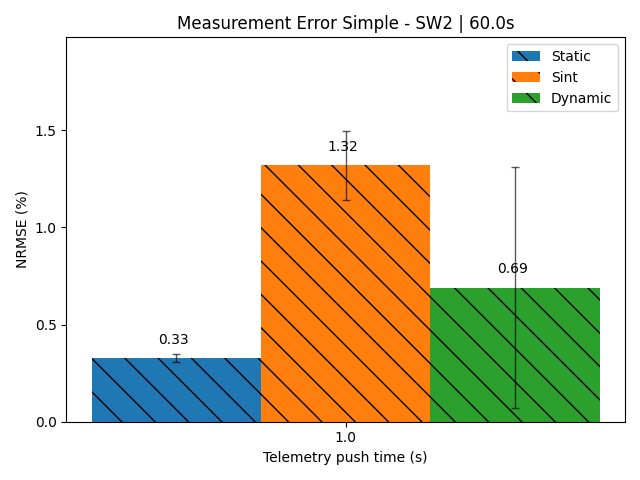 Measurement Error Simple - SW2 | 60.0s
Static
Sint
Dynamic
1.5
1.0
0.5
0.0
NRMSE (%)
0.33
1.32
0.69
1.0
Telemetry push time (s)